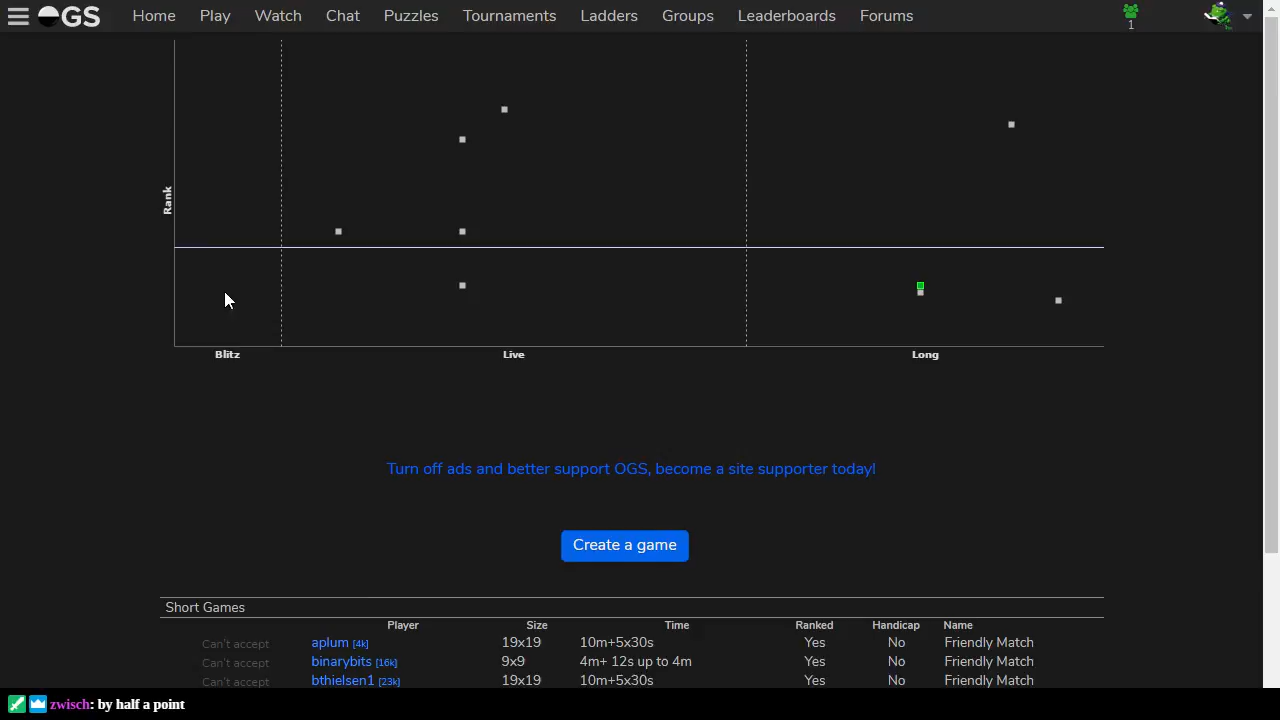 OGS Home Play Watch Chat Puzzles Tournaments Ladders Groups Leaderboards Forums 1
Rank
Blitz Live Long
Turn off ads and better support OGS, become a site supporter today!
Create a game
Short Games
Player Size Time Ranked Handicap Name
Can't accept aplum [4k] 19x19 10m+5x30s Yes No Friendly Match
Can't accept binarybits [16k] 9x9 4m+ 12s up to 4m Yes No Friendly Match
Can't accept bthielsen1 [23k] 19x19 10m+5x30s Yes No Friendly Match
zwisch: by half a point